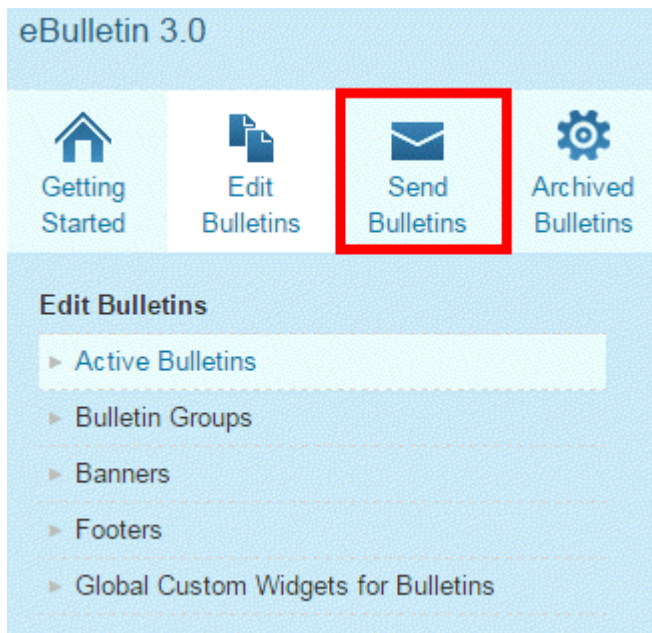 eBulletin 3.0
Getting Started
Edit Bulletins
Send Bulletins
Archived Bulletins
Edit Bulletins
Active Bulletins
Bulletin Groups
Banners
Footers
Global Custom Widgets for Bulletins